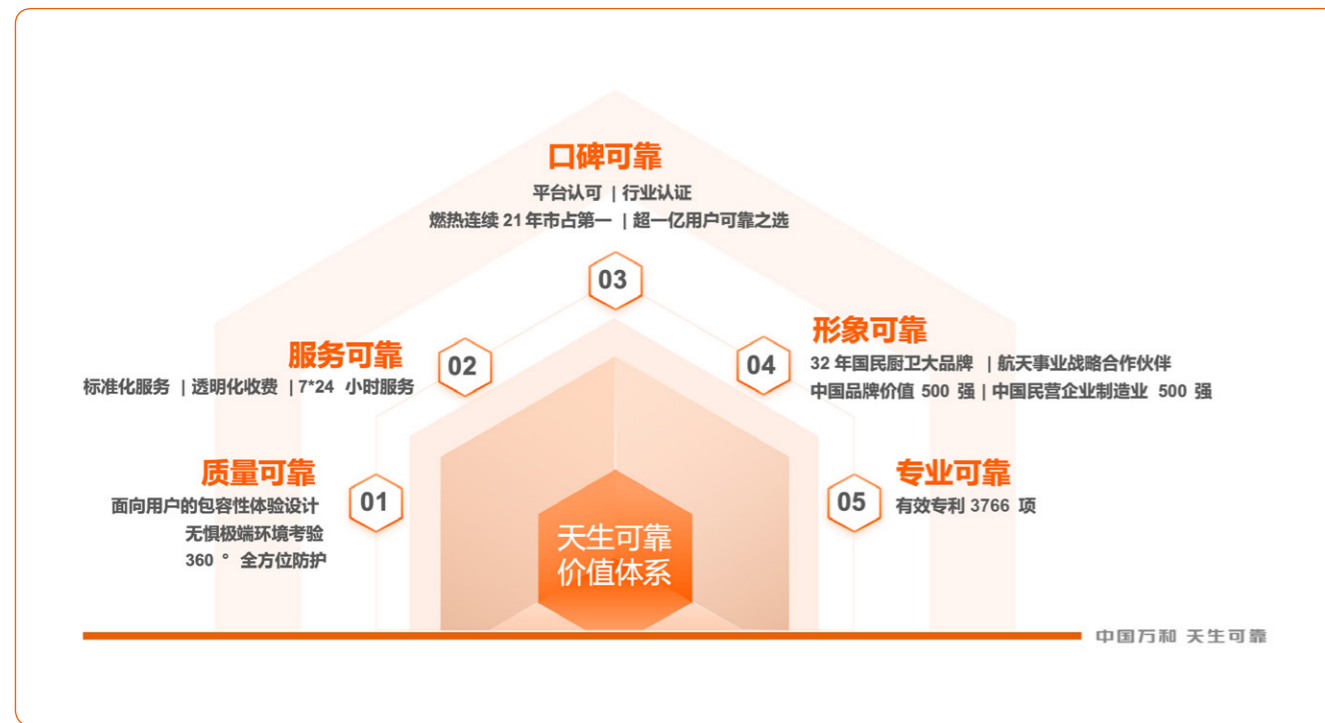 口碑可靠
平台认可 | 行业认证
燃热连续 21 年市占第一 | 超一亿用户可靠之选
03
服务可靠
标准化服务 | 透明化收费 | 7*24 小时服务
02
04
形象可靠
32 年国民厨卫大品牌 | 航天事业战略合作伙伴
中国品牌价值 500 强 | 中国民营企业制造业 500 强
质量可靠
面向用户的包容性体验设计
无惧极端环境考验
360 ° 全方位防护
01
05
专业可靠
有效专利 3766 项
天生可靠
价值体系
中国万和 天生可靠